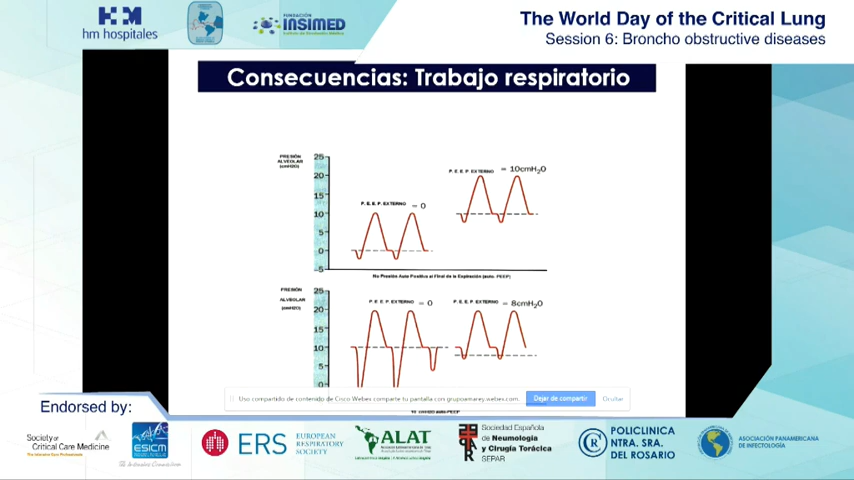 hm hospitales
FUNDACIÓN
INSIMED
The World Day of the Critical Lung
Session 6: Broncho obstructive diseases
Consecuencias: Trabajo respiratorio
PRESIÓN
ALVEOLAR
(cmH2O)
25
20
15
10
5
0
-5
P. E. E. P. EXTERNO = 0
P. E. E. P. EXTERNO = 10cmH2O
No Presión Auto Positiva al Final de la Expiración (auto- PEEP)
PRESIÓN
ALVEOLAR
(cmH2O)
25
20
15
10
5
0
P. E. E. P. EXTERNO = 0
P. E. E. P. EXTERNO = 8cmH2O
Uso compartido de contenido de Cisco Webex comparte tu pantalla con grupoamarey.webex.com.
Dejar de compartir
Ocultar
Endorsed by:
Society of
Critical Care Medicine
The Intensive Care Professionals
ESICM
ERS
EUROPEAN
RESPIRATORY
SOCIETY
ALAT
SEPAR
Sociedad Española
de Neumología
y Cirugía Torácica
SEPAR
POLICLINICA
NTRA. SRA.
DEL ROSARIO
ASOCIACIÓN PANAMERICANA
DE INFECTOLOGÍA